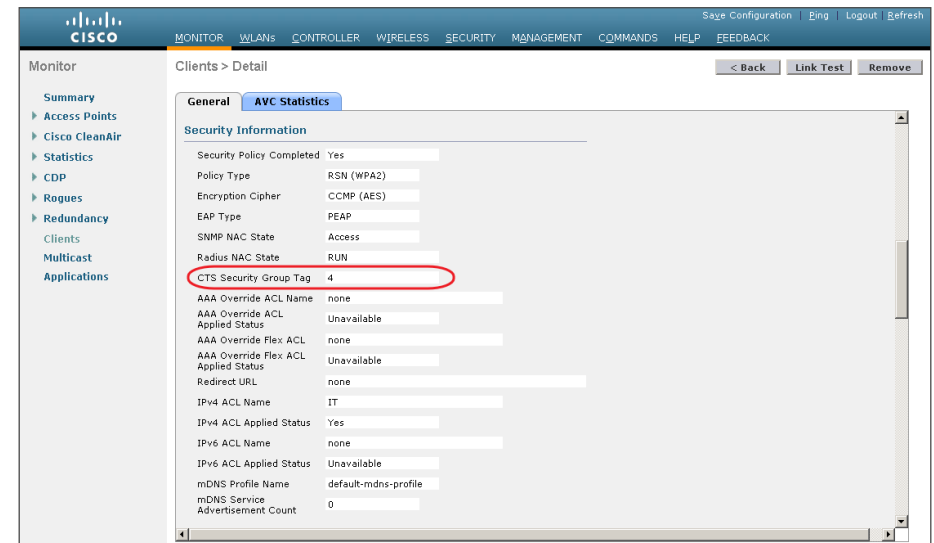 Save Configuration | Ping | Logout | Refresh
CISCO
MONITOR WLANs CONTROLLER WIRELESS SECURITY MANAGEMENT COMMANDS HELP FEEDBACK
Monitor
Clients > Detail
< Back
Link Test
Remove
Summary
Access Points
Cisco CleanAir
Statistics
CDP
Rogues
Redundancy
Clients
Multicast
Applications
General
AVC Statistics
Security Information
Security Policy Completed Yes
Policy Type RSN (WPA2)
Encryption Cipher CCMP (AES)
EAP Type PEAP
SNMP NAC State Access
Radius NAC State RUN
CTS Security Group Tag 4
AAA Override ACL Name none
AAA Override ACL
Applied Status Unavailable
AAA Override Flex ACL none
AAA Override Flex ACL
Applied Status Unavailable
Redirect URL none
IPv4 ACL Name IT
IPv4 ACL Applied Status Yes
IPv6 ACL Name none
IPv6 ACL Applied Status Unavailable
mDNS Profile Name default-mdns-profile
mDNS Service
Advertisement Count 0